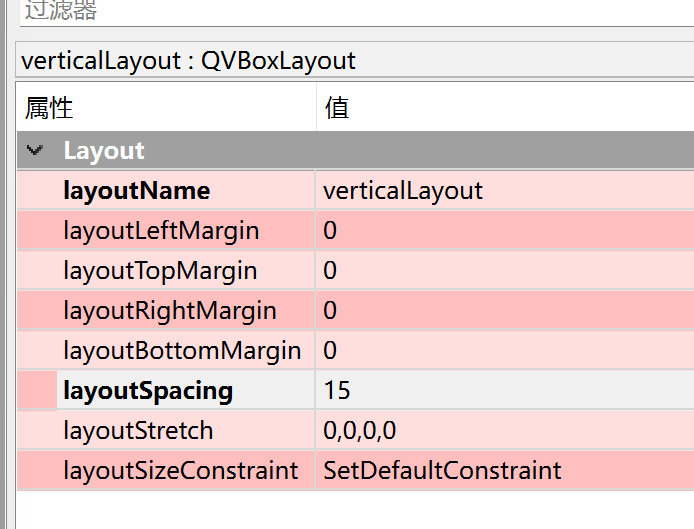 过滤器
verticalLayout : QVBoxLayout
属性 值
Layout
layoutName verticalLayout
layoutLeftMargin 0
layoutTopMargin 0
layoutRightMargin 0
layoutBottomMargin 0
layoutSpacing 15
layoutStretch 0,0,0,0
layoutSizeConstraint SetDefaultConstraint